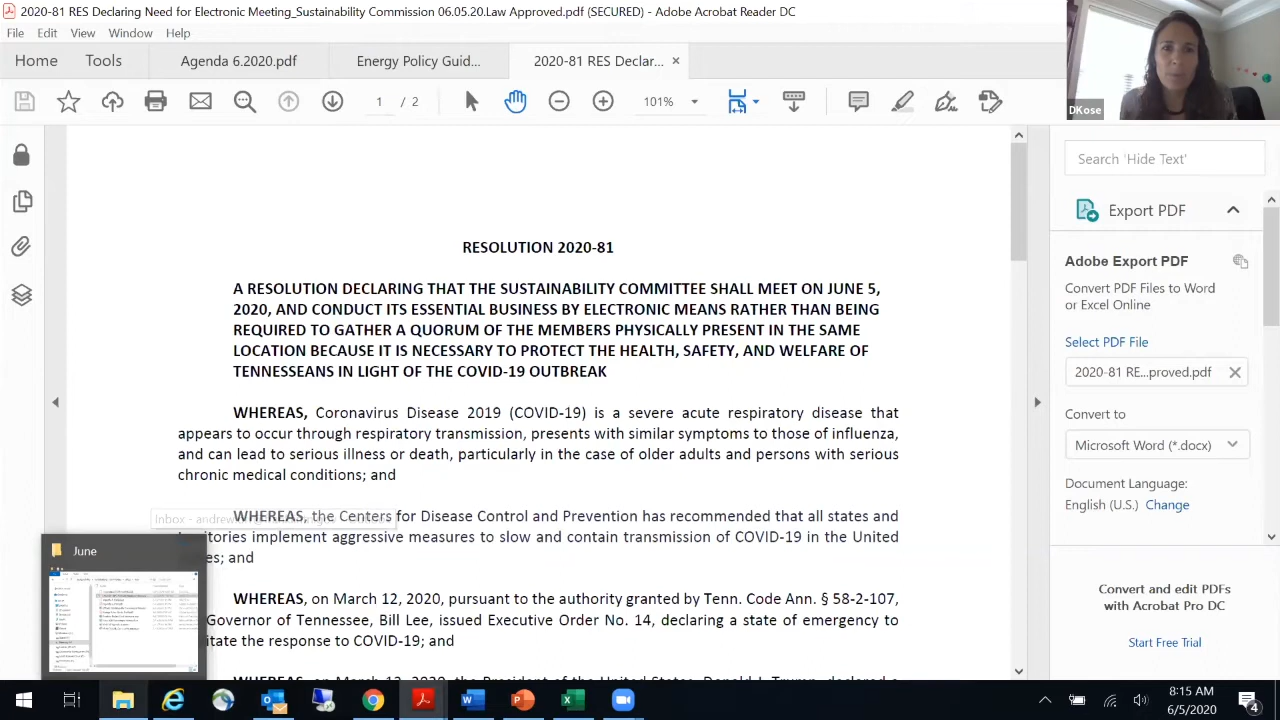 2020-81 RES Declaring Need for Electronic Meeting_Sustainability Commission 06.05.20.Law Approved.pdf (SECURED) - Adobe Acrobat Reader DC
File Edit View Window Help
Home Tools Agenda 6.2020.pdf Energy Policy Guid... 2020-81 RES Declar... ×
1 / 2 101%
DKose
Search 'Hide Text'
Export PDF
Adobe Export PDF
Convert PDF Files to Word
or Excel Online
Select PDF File
2020-81 RE...proved.pdf
Convert to
Microsoft Word (*.docx)
Document Language:
English (U.S.) Change
Convert and edit PDFs
with Acrobat Pro DC
Start Free Trial
RESOLUTION 2020-81
A RESOLUTION DECLARING THAT THE SUSTAINABILITY COMMITTEE SHALL MEET ON JUNE 5,
2020, AND CONDUCT ITS ESSENTIAL BUSINESS BY ELECTRONIC MEANS RATHER THAN BEING
REQUIRED TO GATHER A QUORUM OF THE MEMBERS PHYSICALLY PRESENT IN THE SAME
LOCATION BECAUSE IT IS NECESSARY TO PROTECT THE HEALTH, SAFETY, AND WELFARE OF
TENNESSEANS IN LIGHT OF THE COVID-19 OUTBREAK
WHEREAS, Coronavirus Disease 2019 (COVID-19) is a severe acute respiratory disease that
appears to occur through respiratory transmission, presents with similar symptoms to those of influenza,
and can lead to serious illness or death, particularly in the case of older adults and persons with serious
chronic medical conditions; and
WHEREAS, the Centers for Disease Control and Prevention has recommended that all states and
itories implement aggressive measures to slow and contain transmission of COVID-19 in the United
es; and
WHEREAS, on March 12, 2020, pursuant to the authority granted by Tenn. Code Ann. § 58-2-107,
Governor of Tennessee, Bill Lee, issued Executive Order No. 14, declaring a state of emergency to
itate the response to COVID-19; and
Inbox -
June
8:15 AM
6/5/2020
4